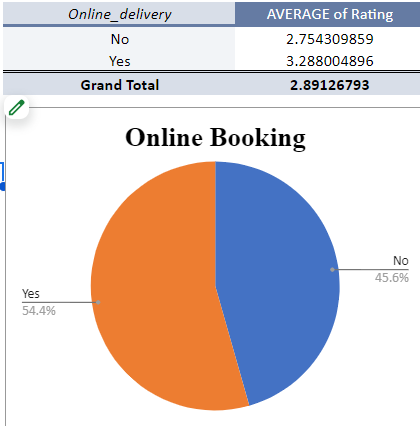 Online_delivery AVERAGE of Rating
No 2.754309859
Yes 3.288004896
Grand Total 2.89126793
Online Booking
No
45.6%
Yes
54.4%